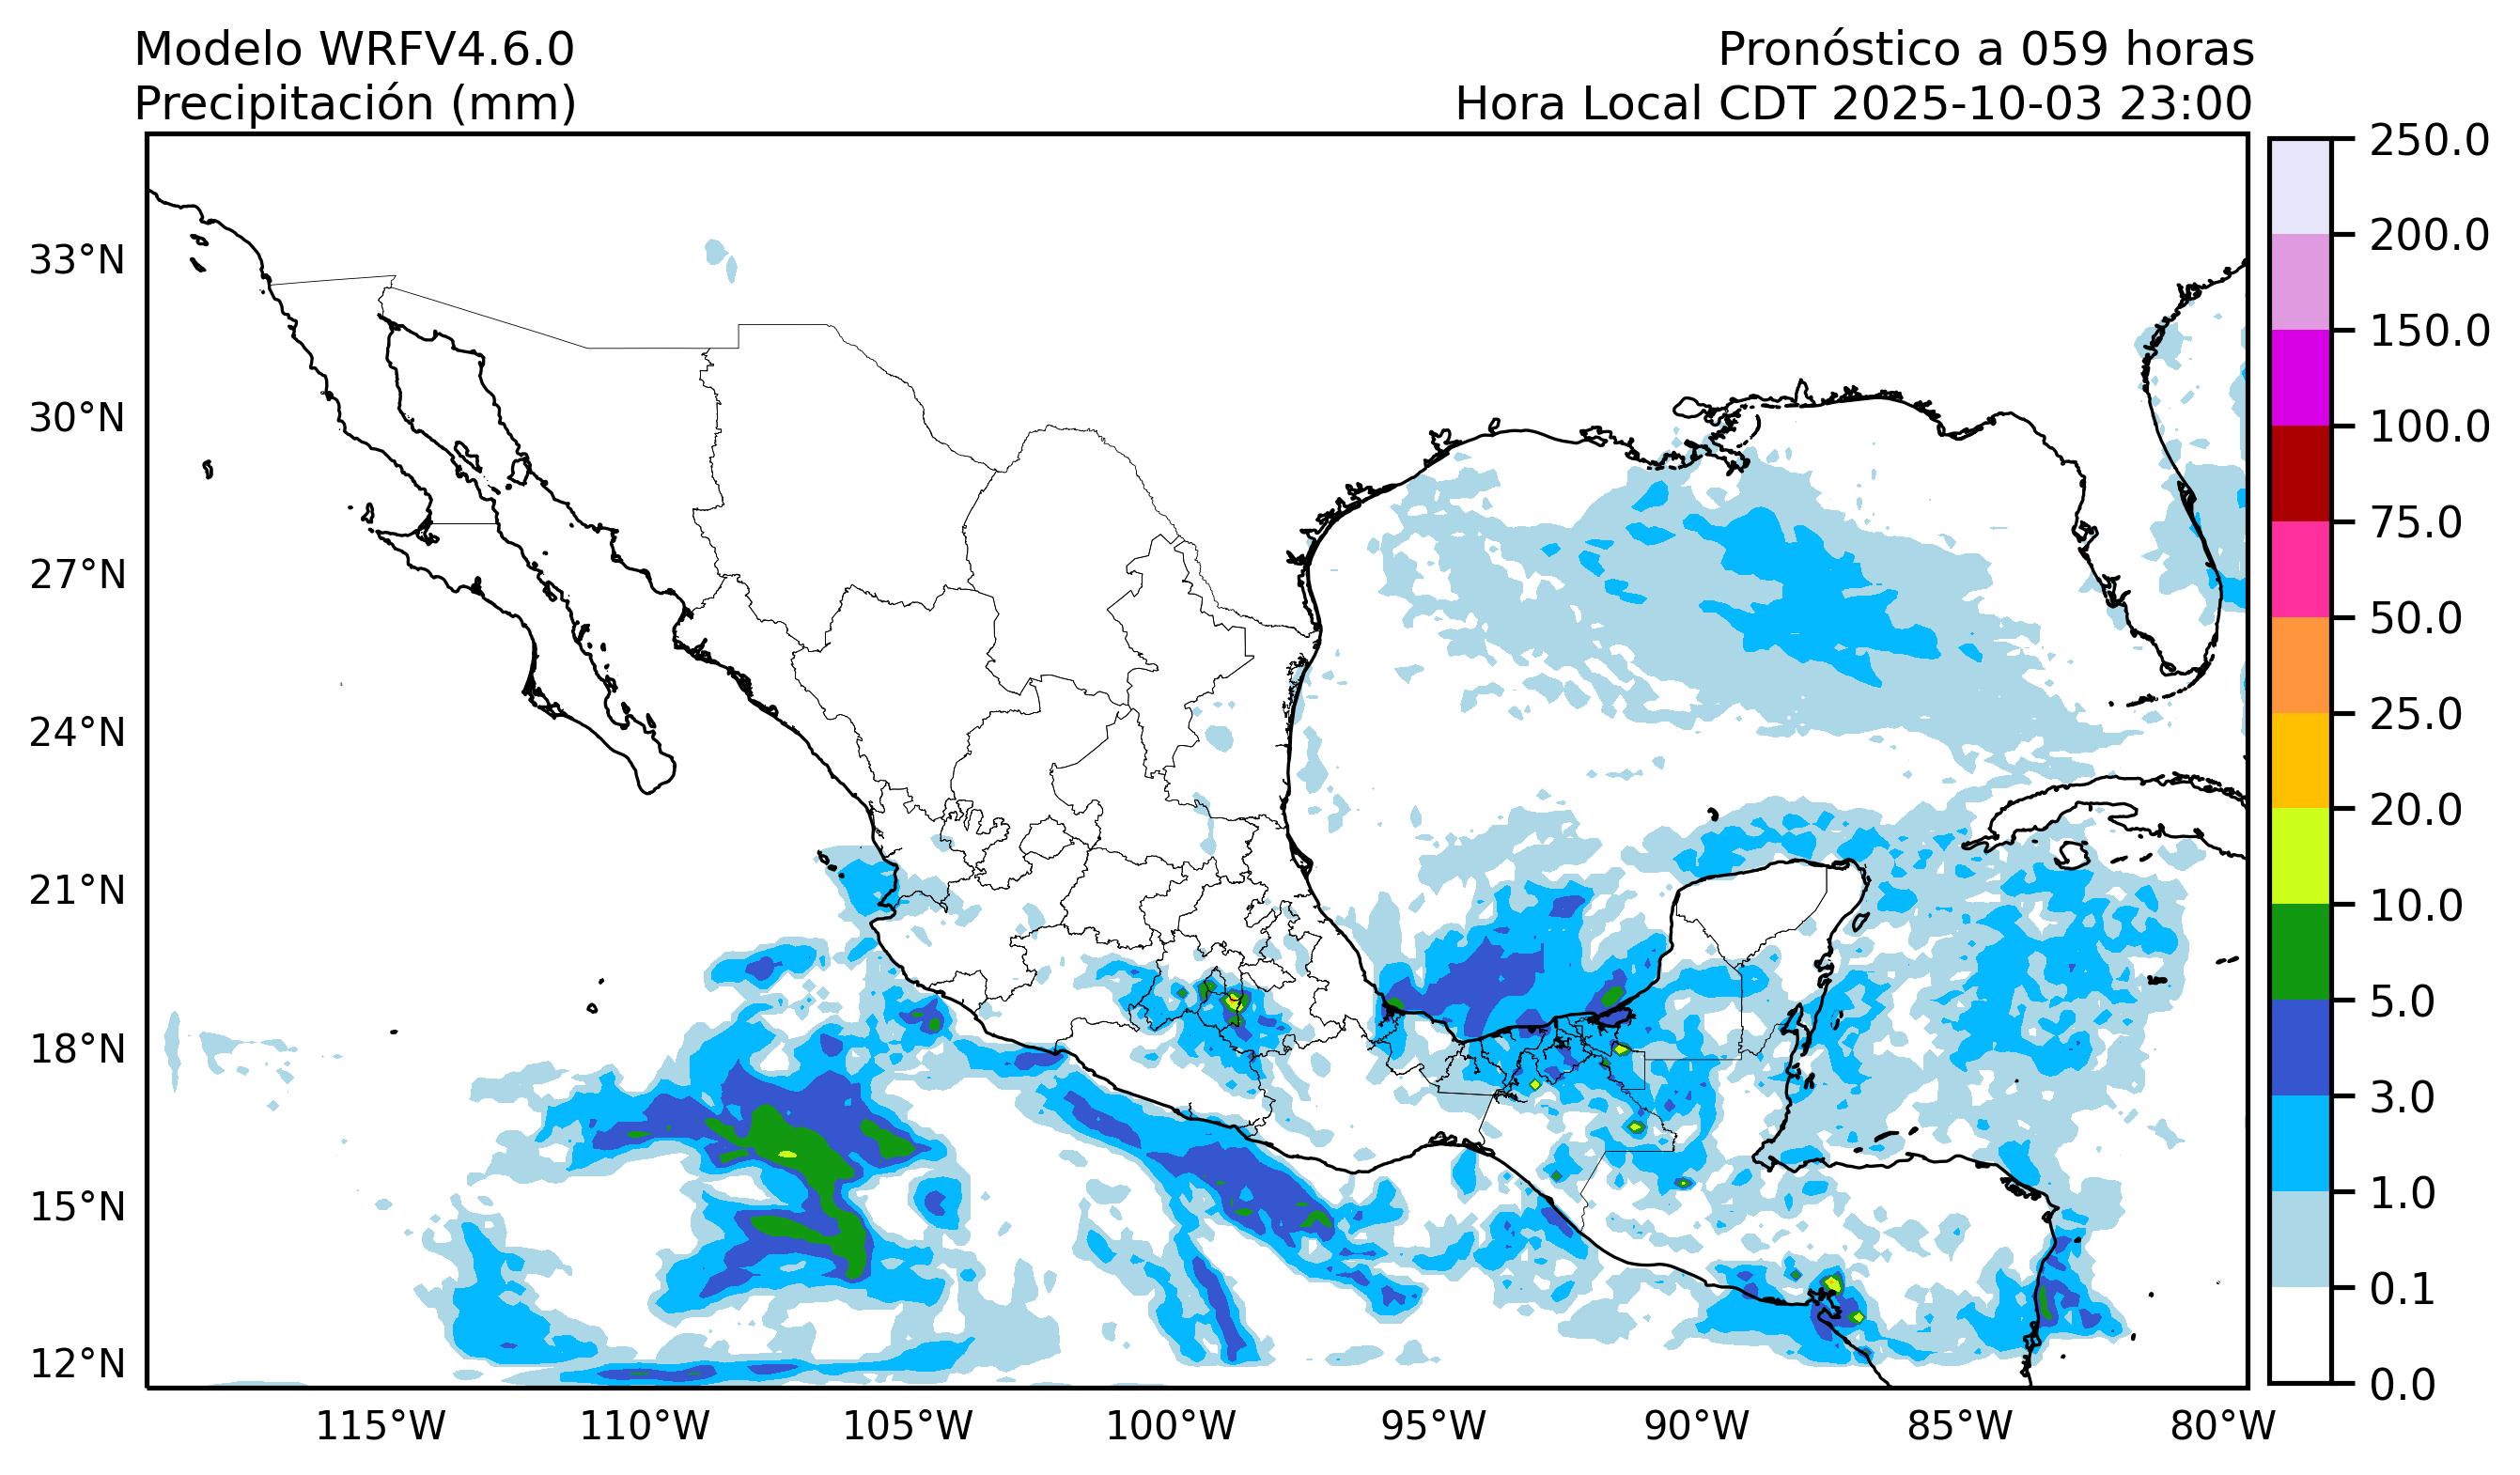 Modelo WRFV4.6.0
Precipitación (mm)
Pronóstico a 059 horas
Hora Local CDT 2025-10-03 23:00
33°N
30°N
27°N
24°N
21°N
18°N
15°N
12°N
115°W
110°W
105°W
100°W
95°W
90°W
85°W
80°W
250.0
200.0
150.0
100.0
75.0
50.0
25.0
20.0
10.0
5.0
3.0
1.0
0.1
0.0